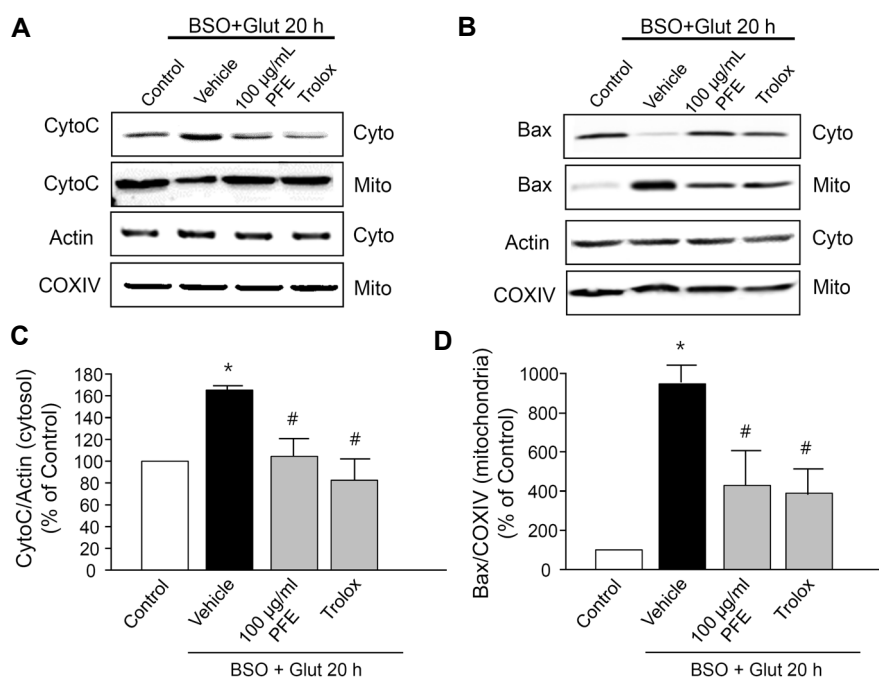 A
BSO+Glut 20 h
Control
Vehicle
100 µg/mL
PFE
Trolox
CytoC
Cyto
CytoC
Mito
Actin
Cyto
COXIV
Mito
B
BSO+Glut 20 h
Control
Vehicle
100 µg/mL
PFE
Trolox
Bax
Cyto
Bax
Mito
Actin
Cyto
COXIV
Mito
C
CytoC/Actin (cytosol)
(% of Control)
180
160
140
120
100
80
60
40
20
0
*
#
#
Control
Vehicle
100 µg/ml
PFE
Trolox
BSO + Glut 20 h
D
Bax/COXIV (mitochondria)
(% of Control)
1000
800
600
400
200
0
*
#
#
Control
Vehicle
100 µg/ml
PFE
Trolox
BSO + Glut 20 h